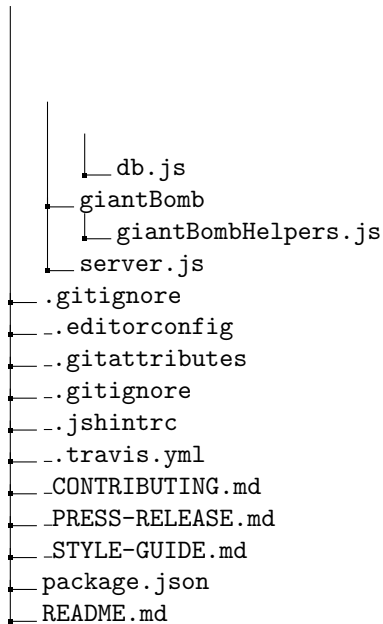 db.js
giantBomb
giantBombHelpers.js
server.js
.gitignore
_.editorconfig
_.gitattributes
_.gitignore
_.jshintrc
_.travis.yml
_CONTRIBUTING.md
_PRESS-RELEASE.md
_STYLE-GUIDE.md
package.json
README.md